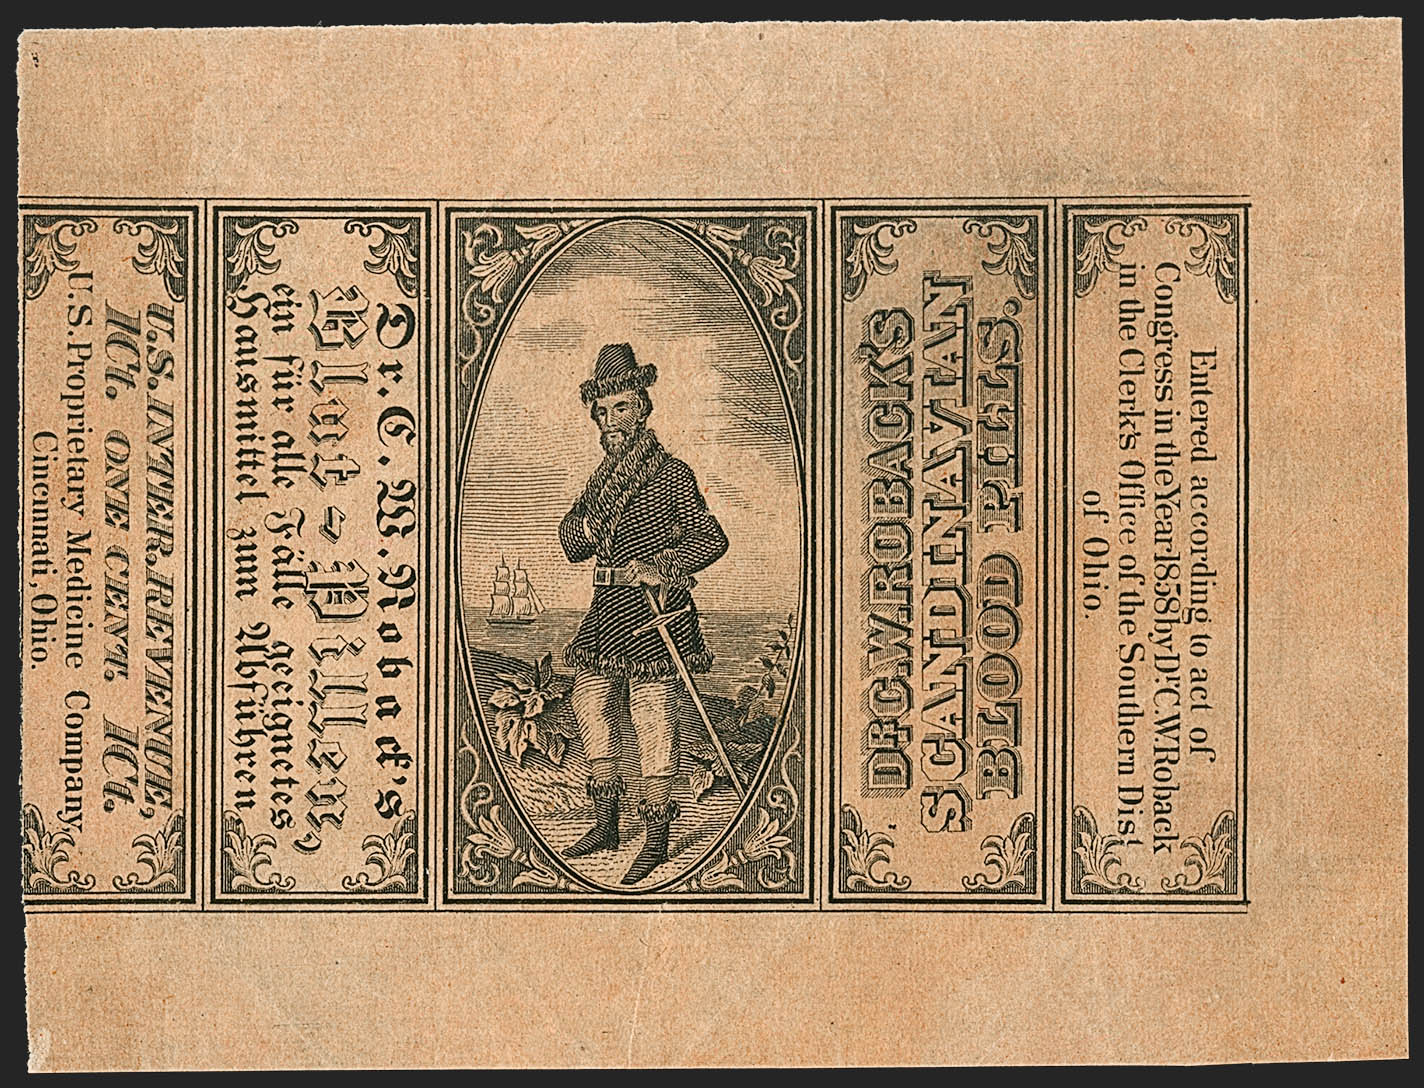 U.S. INTER. REVENUE,
1CT. ONE CENT. 1CT.
U.S. Proprietary Medicine Company,
Cincinnati, Ohio.
Dr. C. W. Roback's
Blut-Pillen,
ein für alle Fälle geeignetes
Hausmittel zum Abführen
DR. C.W. ROBACK'S
SCANDINAVIAN
BLOOD PILLS.
Entered according to act of
Congress in the Year 1858 by Dr. C.W. Roback
in the Clerk's Office of the Southern Dist
of Ohio.